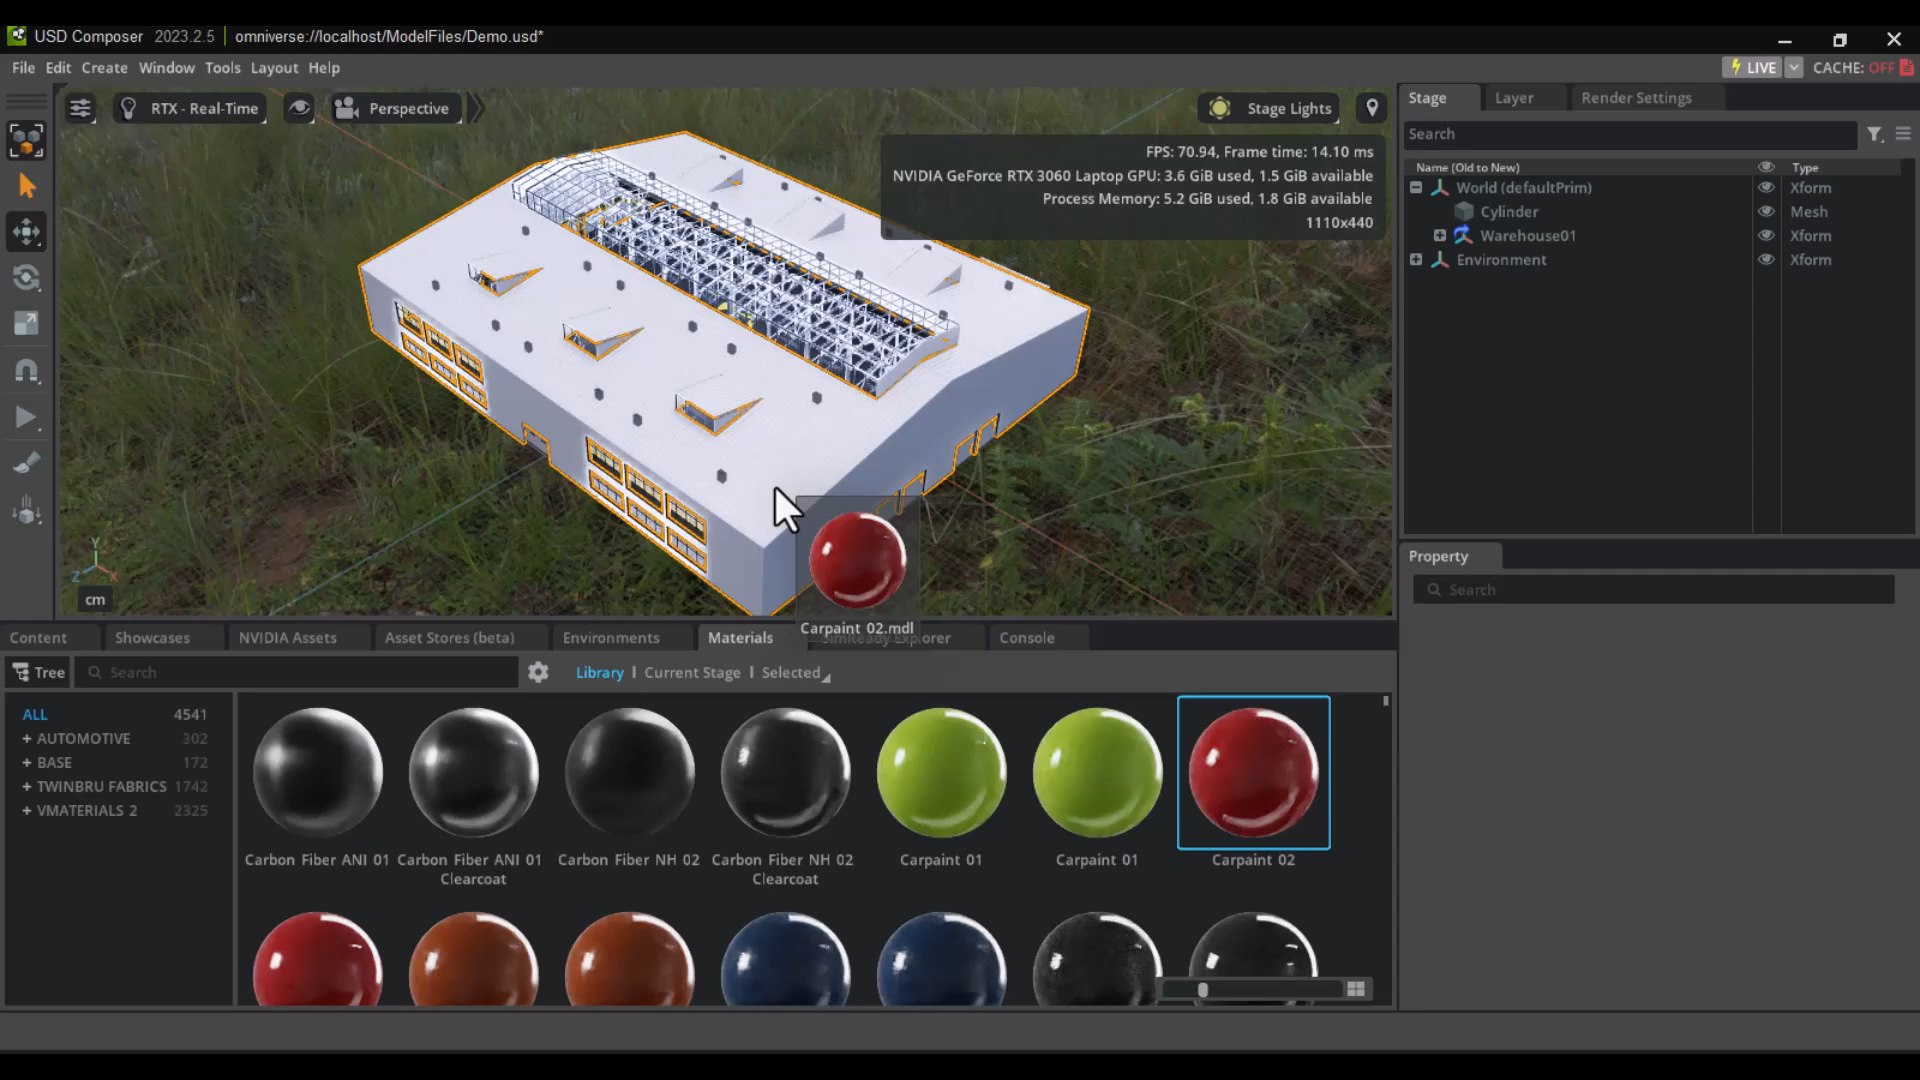 USD Composer 2023.2.5 | omniverse://localhost/ModelFiles/Demo.usd*
File Edit Create Window Tools Layout Help
LIVE CACHE: OFF
RTX - Real-Time Perspective Stage Lights
FPS: 70.94, Frame time: 14.10 ms
NVIDIA GeForce RTX 3060 Laptop GPU: 3.6 GiB used, 1.5 GiB available
Process Memory: 5.2 GiB used, 1.8 GiB available
1110x440
Y
Z X
cm
Stage Layer Render Settings
Search
Name (Old to New) Type
World (defaultPrim) Xform
Cylinder Mesh
Warehouse01 Xform
Environment Xform
Property
Search
Carpaint 02.mdl
Content Showcases NVIDIA Assets Asset Stores (beta) Environments Materials SimReady Explorer Console
Tree Search Library | Current Stage | Selected
ALL 4541
+ AUTOMOTIVE 302
+ BASE 172
+ TWINBRU FABRICS 1742
+ VMATERIALS 2 2325
Carbon Fiber ANI 01
Carbon Fiber ANI 01 Clearcoat
Carbon Fiber NH 02
Carbon Fiber NH 02 Clearcoat
Carpaint 01
Carpaint 01
Carpaint 02